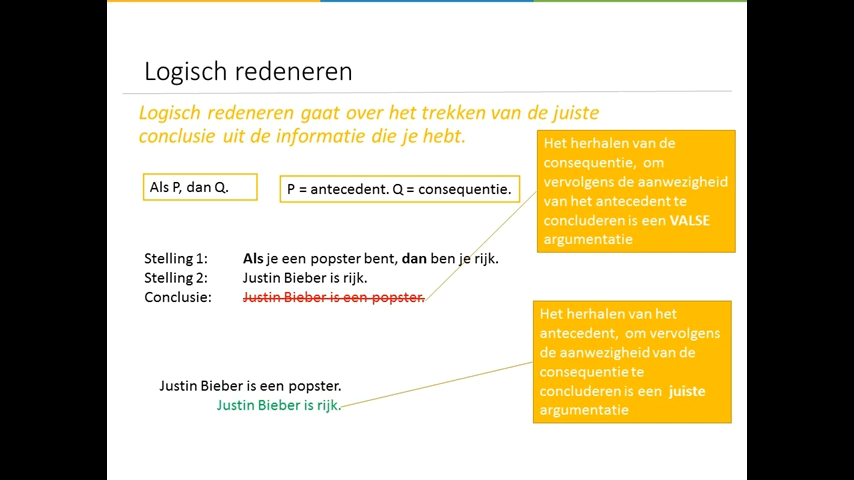 Logisch redeneren
Logisch redeneren gaat over het trekken van de juiste
conclusie uit de informatie die je hebt.
Als P, dan Q.
P = antecedent. Q = consequentie.
Het herhalen van de
consequentie, om
vervolgens de aanwezigheid
van het antecedent te
concluderen is een VALSE
argumentatie
Stelling 1: Als je een popster bent, dan ben je rijk.
Stelling 2: Justin Bieber is rijk.
Conclusie: Justin Bieber is een popster.
Het herhalen van het
antecedent, om vervolgens
de aanwezigheid van de
consequentie te
concluderen is een juiste
argumentatie
Justin Bieber is een popster.
Justin Bieber is rijk.